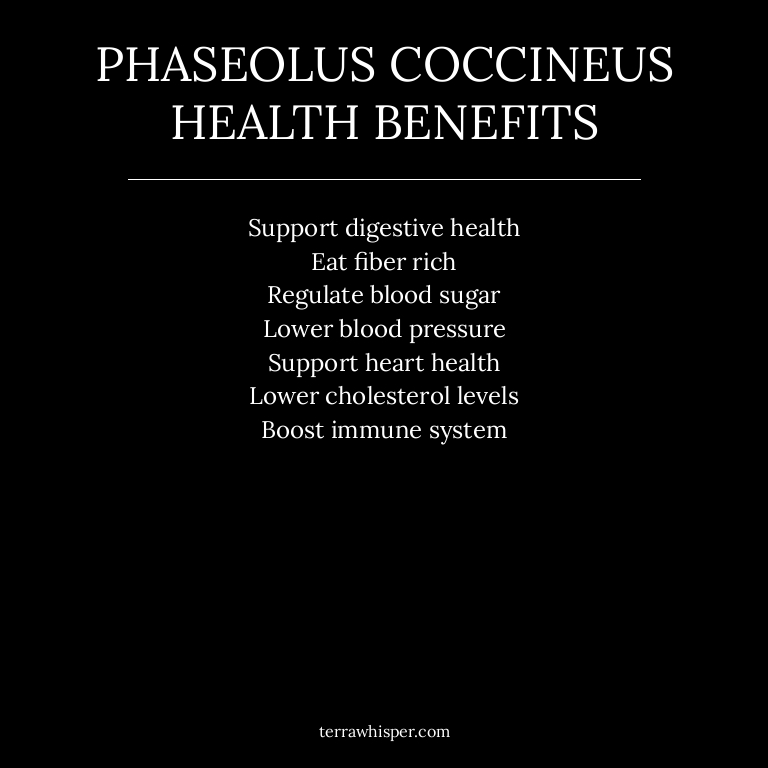 PHASEOLUS COCCINEUS
HEALTH BENEFITS
Support digestive health
Eat fiber rich
Regulate blood sugar
Lower blood pressure
Support heart health
Lower cholesterol levels
Boost immune system
terrawhisper.com